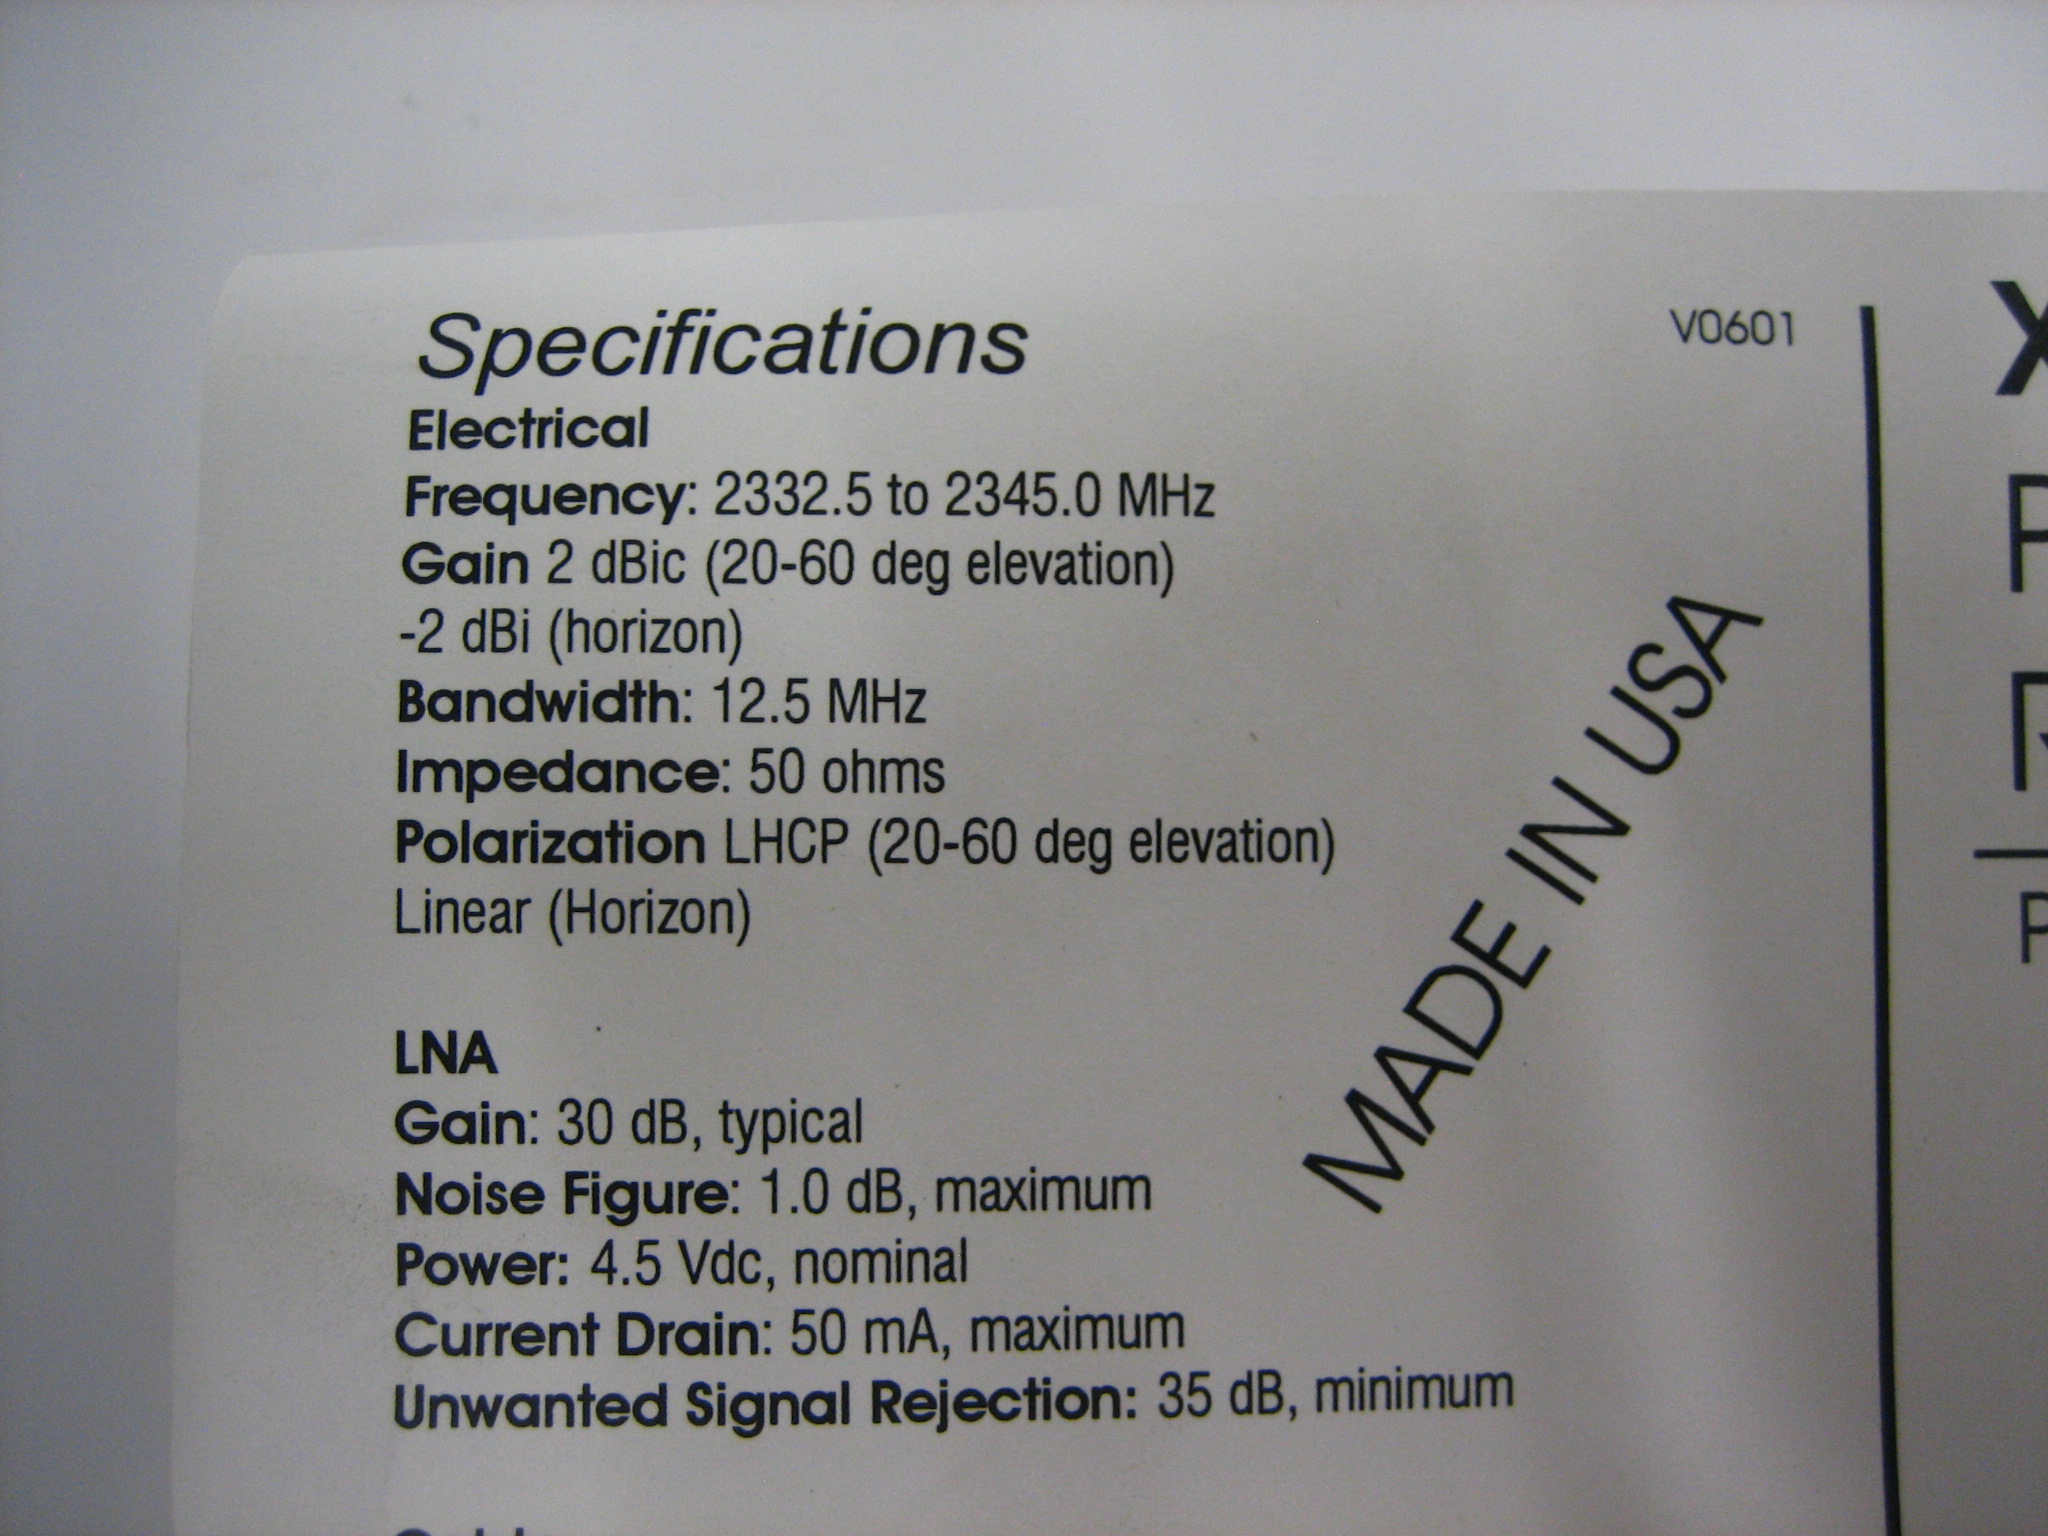 Specifications
V0601
Electrical
Frequency: 2332.5 to 2345.0 MHz
Gain 2 dBic (20-60 deg elevation)
-2 dBi (horizon)
Bandwidth: 12.5 MHz
Impedance: 50 ohms
Polarization LHCP (20-60 deg elevation)
Linear (Horizon)
MADE IN USA
LNA
Gain: 30 dB, typical
Noise Figure: 1.0 dB, maximum
Power: 4.5 Vdc, nominal
Current Drain: 50 mA, maximum
Unwanted Signal Rejection: 35 dB, minimum